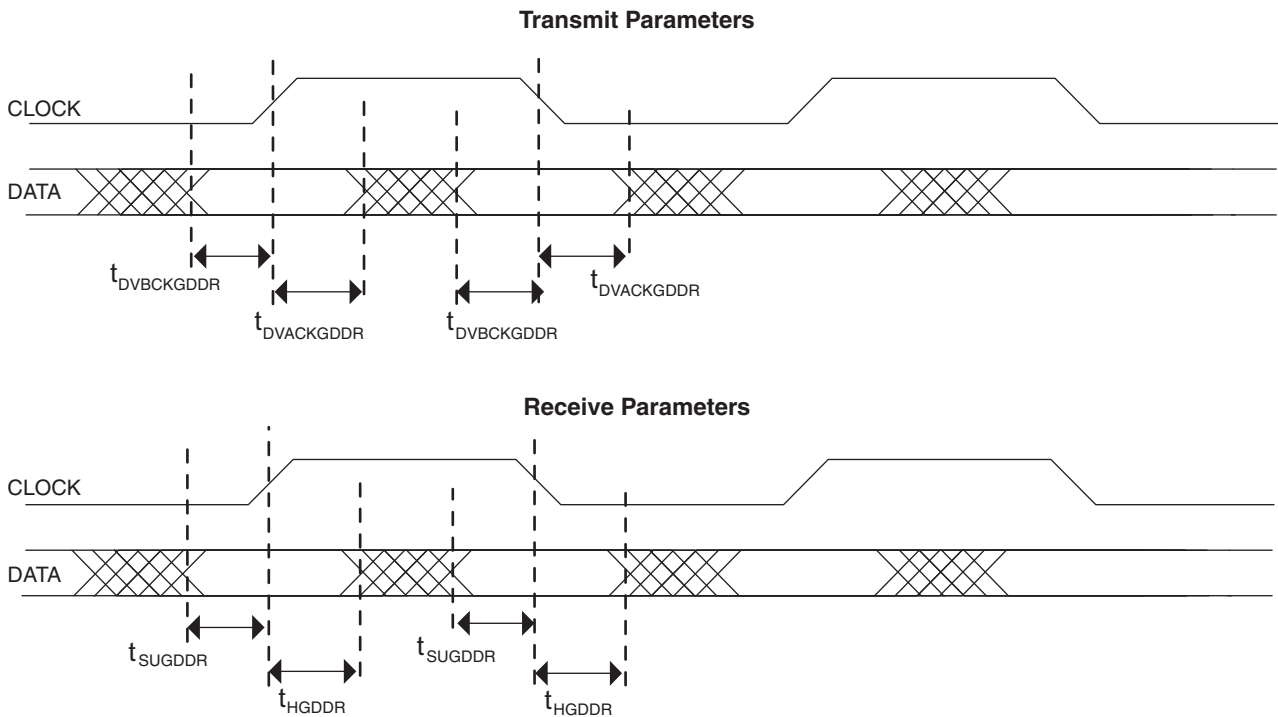 Transmit Parameters
CLOCK
DATA
tDVBCKGDDR
tDVACKGDDR
tDVACKGDDR
tDVBCKGDDR
Receive Parameters
CLOCK
DATA
tSUGDDR
tSUGDDR
tHGDDR
tHGDDR